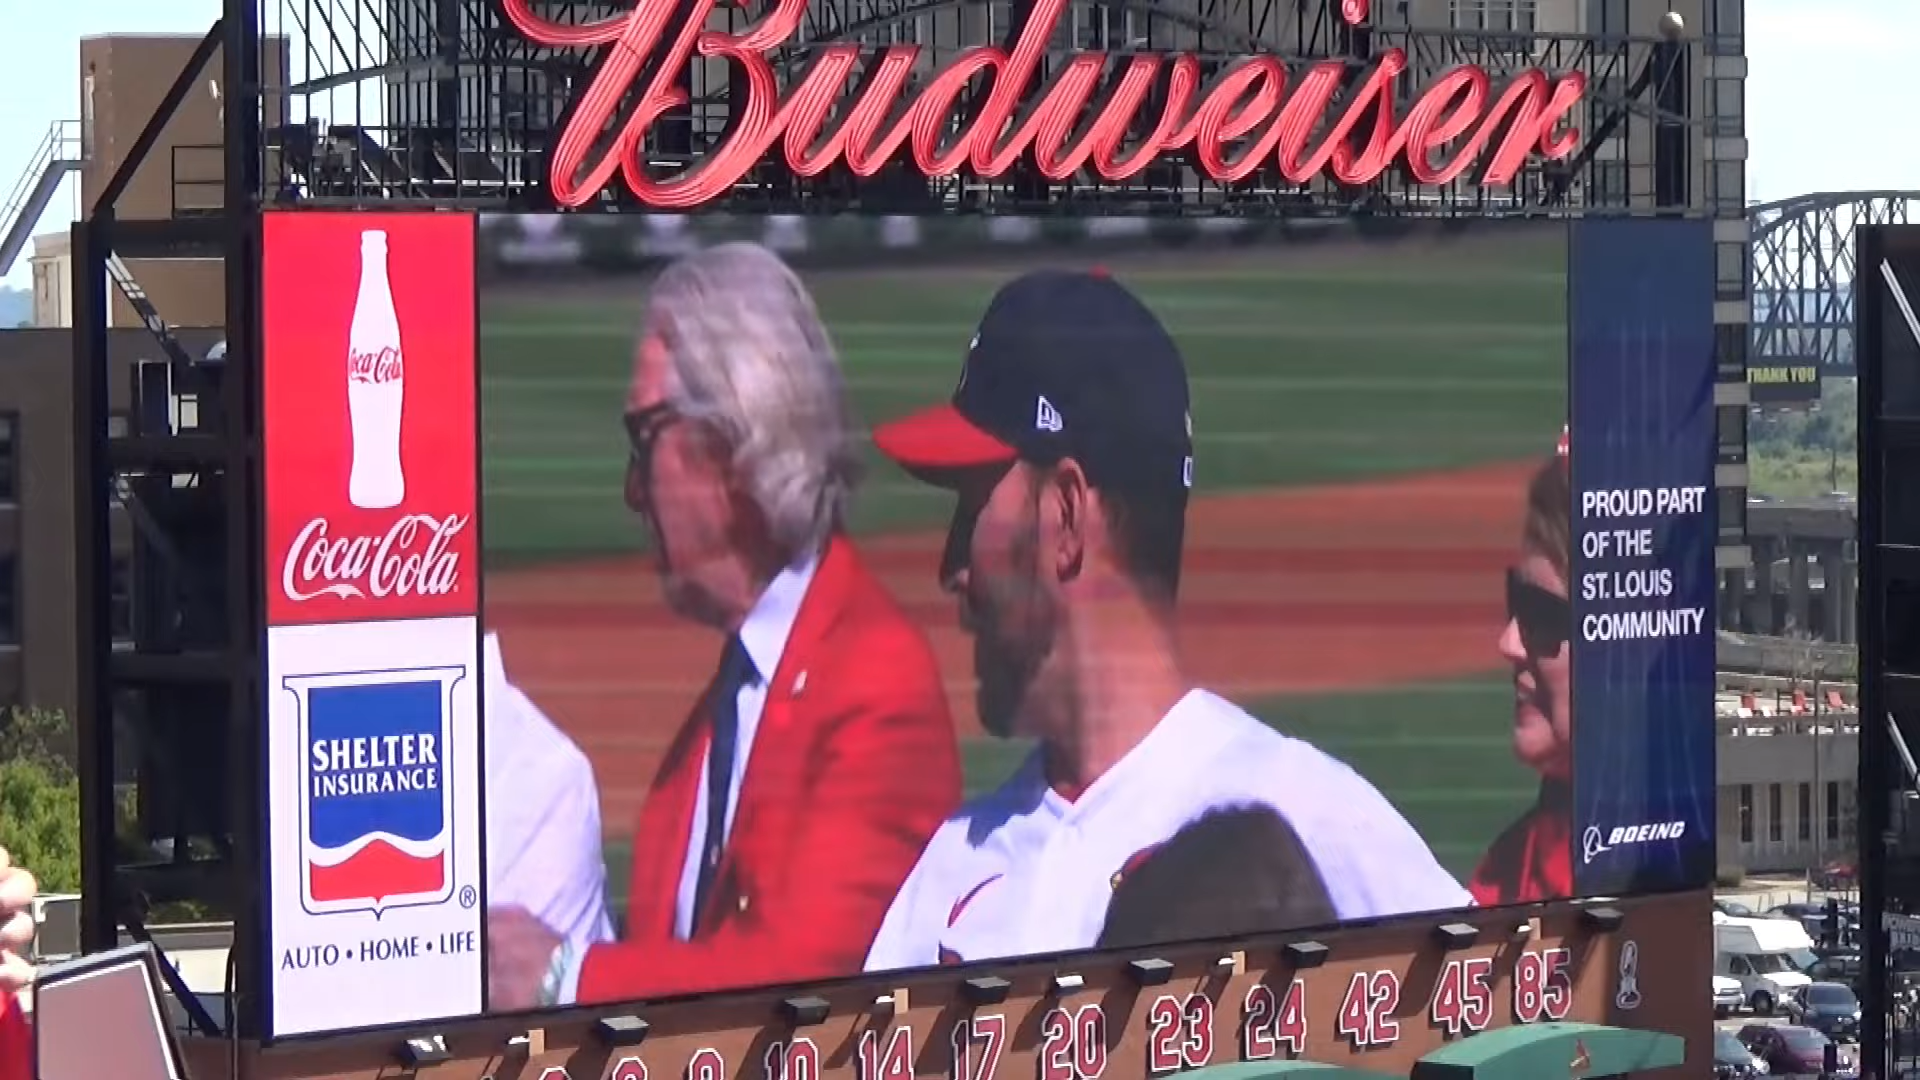 Budweiser
Coca-Cola
Coca-Cola
SHELTER
INSURANCE
®
AUTO • HOME • LIFE
PROUD PART
OF THE
ST. LOUIS
COMMUNITY
BOEING
THANK YOU
10 14 17 20 23 24 42 45 85